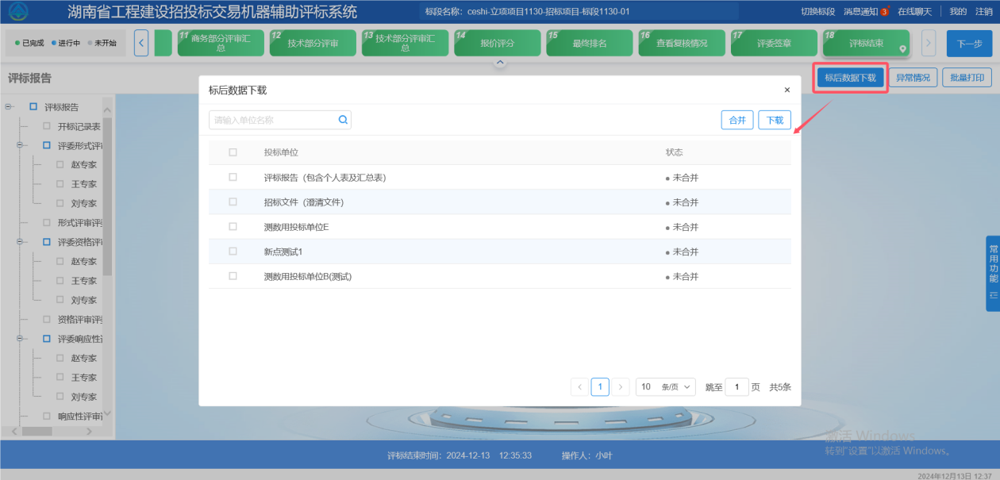 湖南省工程建设招投标交易机器辅助评标系统
标段名称： ceshi-立项项目1130-招标项目-标段1130-01
切换标段 消息通知 3 在线聊天 我的 注销
已完成 进行中 未开始
11 商务部分评审汇总
12 技术部分评审
13 技术部分评审汇总
14 报价评分
15 最终排名
16 查看复核情况
17 评委签章
18 评标结束
下一步
评标报告
标后数据下载 异常情况 批量打印
评标报告
开标记录表
评委形式评
赵专家
王专家
刘专家
形式评审评
评委资格评
赵专家
王专家
刘专家
资格评审评
评委响应性
赵专家
王专家
刘专家
响应性评审
标后数据下载 ×
请输入单位名称
合并 下载
投标单位 状态
评标报告（包含个人表及汇总表） 未合并
招标文件（澄清文件） 未合并
测数用投标单位E 未合并
新点测试1 未合并
测数用投标单位B(测试) 未合并
1 10 条/页 跳至 1 页 共5条
常用功能
激活 Windows
转到"设置"以激活 Windows。
评标结束时间：2024-12-13 12:35:33 操作人：小叶
2024年12月13日 12:37